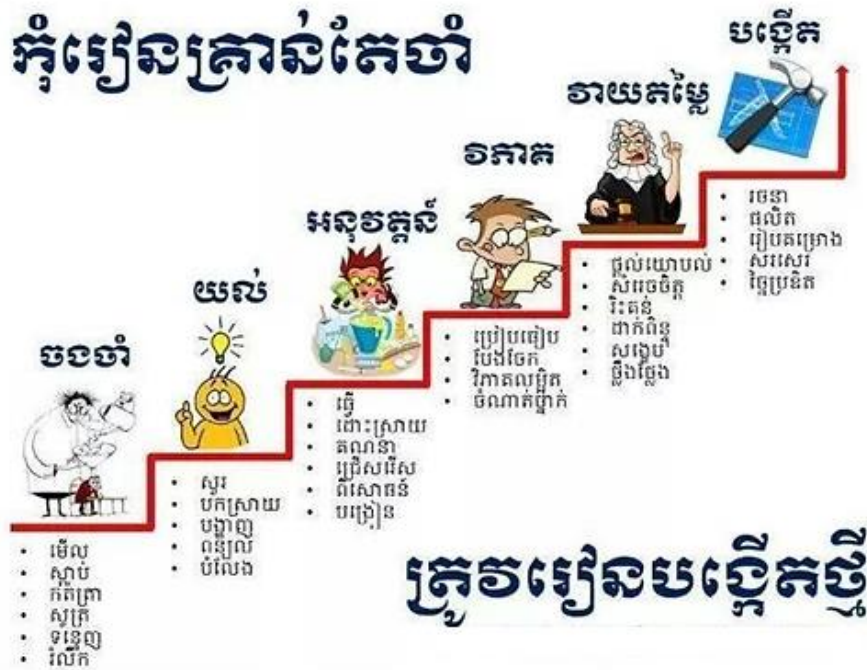 កុំរៀនគ្រាន់តែចាំ
ចងចាំ
• មើល
• ស្តាប់
• កត់ត្រា
• សូត្រ
• ទន្ទេញ
• រំលឹក
យល់
• សួរ
• បកស្រាយ
• បង្ហាញ
• ពន្យល់
• បំលែង
អនុវត្តន៍
• ធ្វើ
• ដោះស្រាយ
• គណនា
• ជ្រើសរើស
• ពិសោធន៍
• បង្រៀន
វិភាគ
• ប្រៀបធៀប
• បែងចែក
• វិភាគលម្អិត
• ចំណាត់ថ្នាក់
វាយតម្លៃ
• ផ្តល់យោបល់
• សំរេចចិត្ត
• រិះគន់
• ដាក់ពិន្ទុ
• សង្ខេប
• ថ្លឹងថ្លែង
បង្កើត
• រចនា
• ផលិត
• រៀបគម្រោង
• សរសេរ
• ច្នៃប្រឌិត
ត្រូវរៀនបង្កើតថ្មី